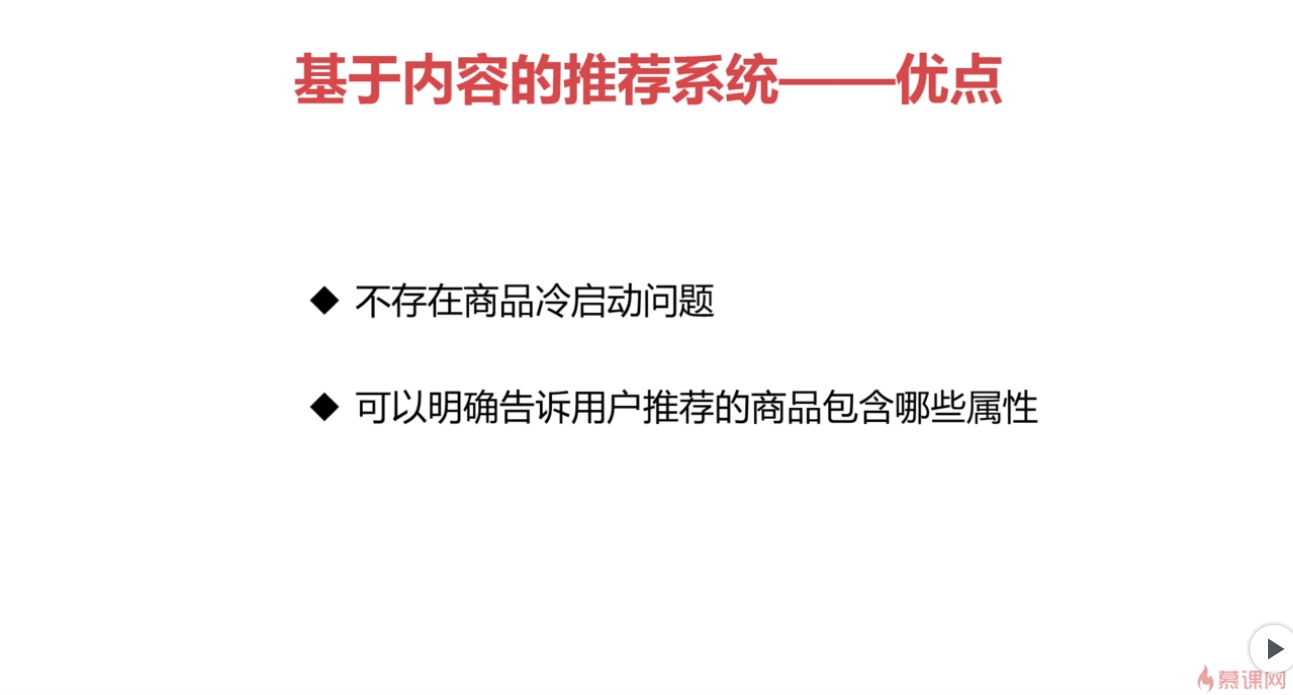 基于内容的推荐系统——优点
◆ 不存在商品冷启动问题
◆ 可以明确告诉用户推荐的商品包含哪些属性
慕课网